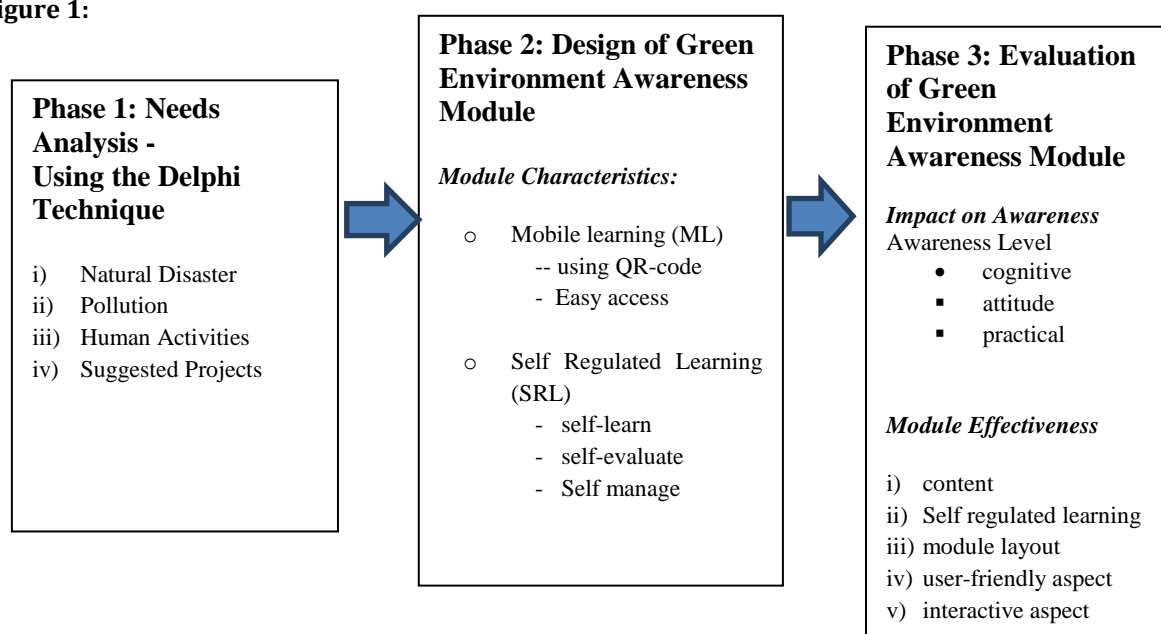 igure 1:
Phase 1: Needs
Analysis -
Using the Delphi
Technique
i) Natural Disaster
ii) Pollution
iii) Human Activities
iv) Suggested Projects
Phase 2: Design of Green
Environment Awareness
Module
Module Characteristics:
o Mobile learning (ML)
-- using QR-code
- Easy access
o Self Regulated Learning
(SRL)
- self-learn
- self-evaluate
- Self manage
Phase 3: Evaluation
of Green
Environment
Awareness Module
Impact on Awareness
Awareness Level
• cognitive
▪ attitude
▪ practical
Module Effectiveness
i) content
ii) Self regulated learning
iii) module layout
iv) user-friendly aspect
v) interactive aspect